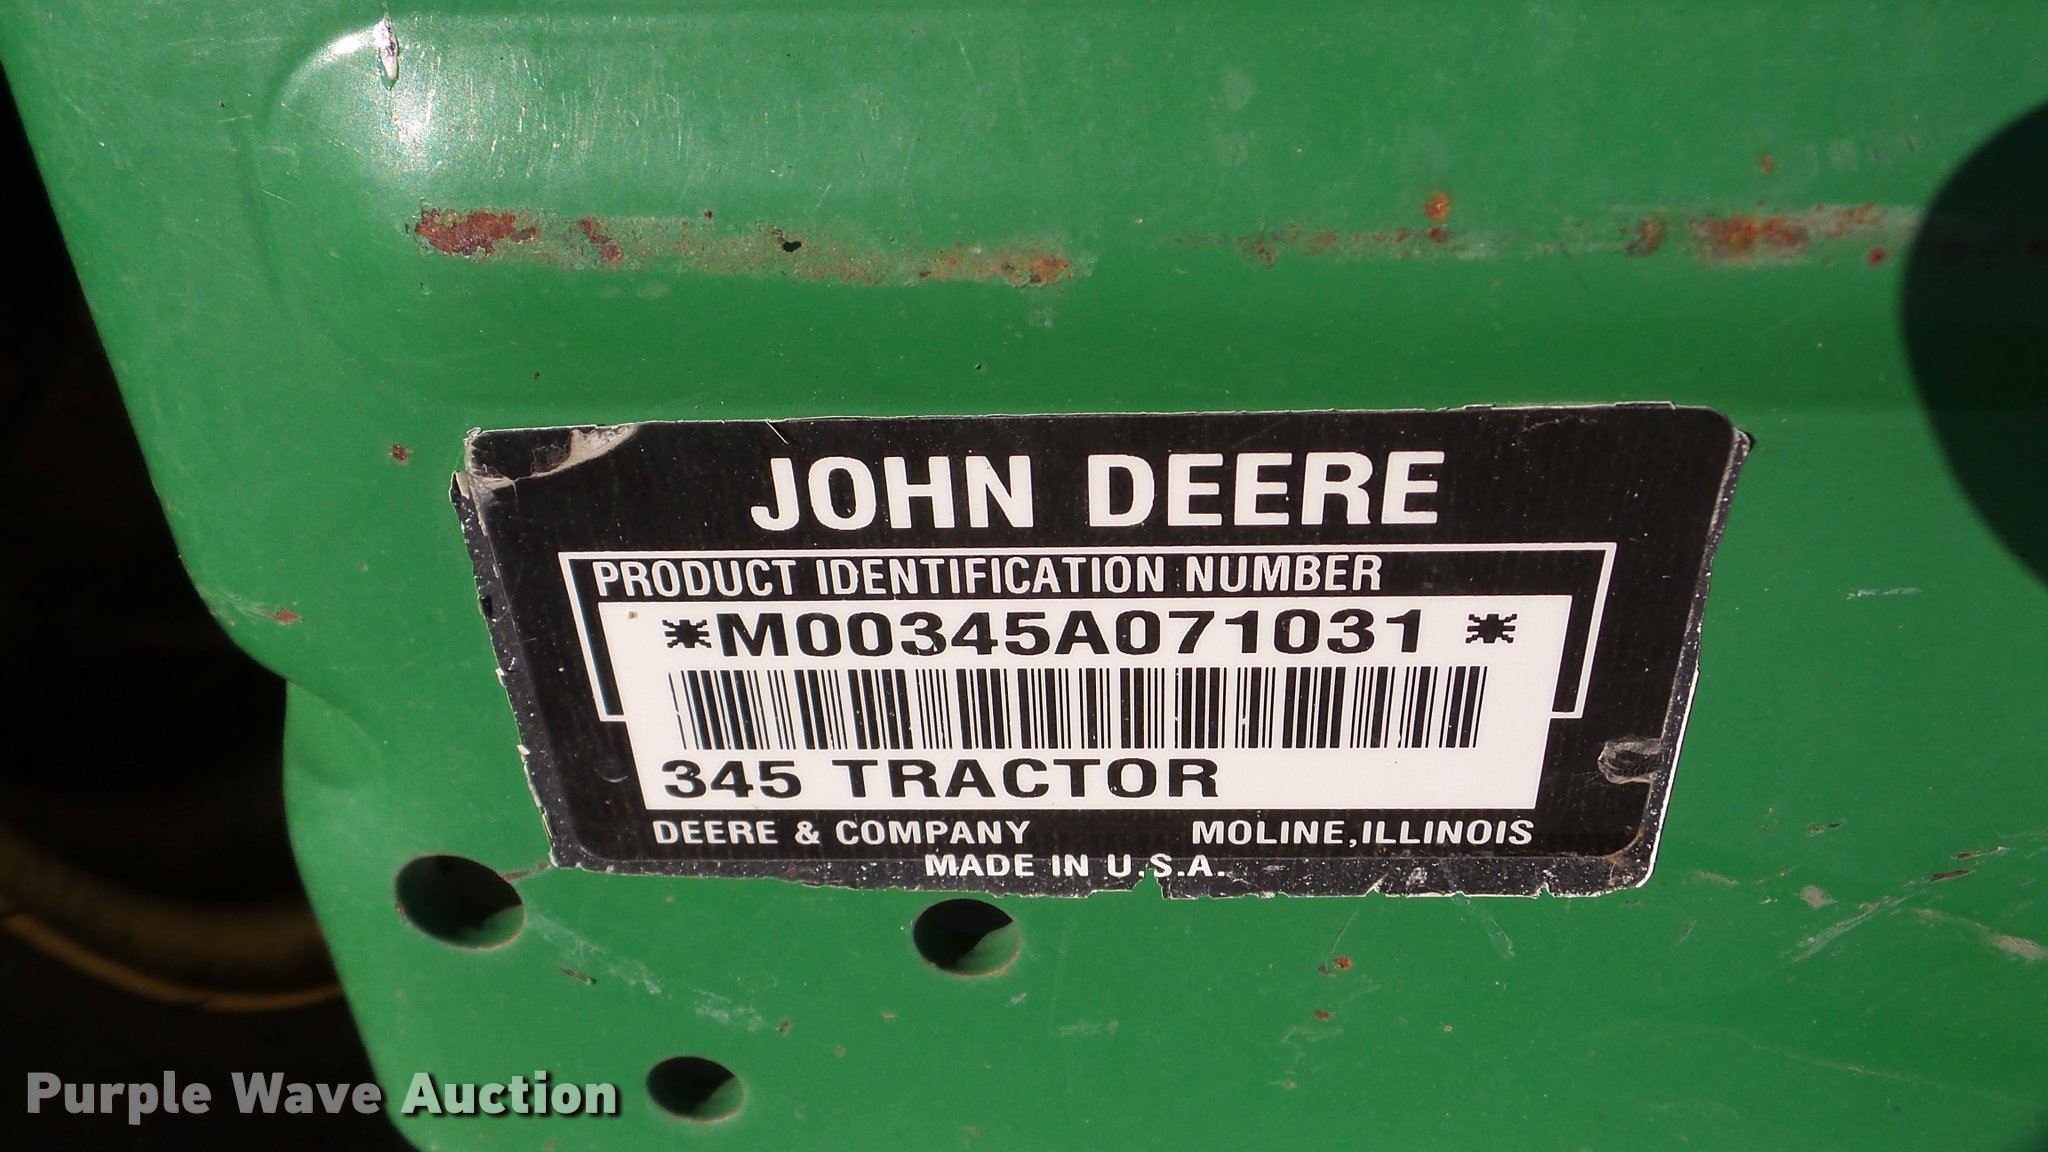 JOHN DEERE
PRODUCT IDENTIFICATION NUMBER
*M00345A071031 *
345 TRACTOR
DEERE & COMPANY MOLINE, ILLINOIS
MADE IN U.S.A.
Purple Wave Auction